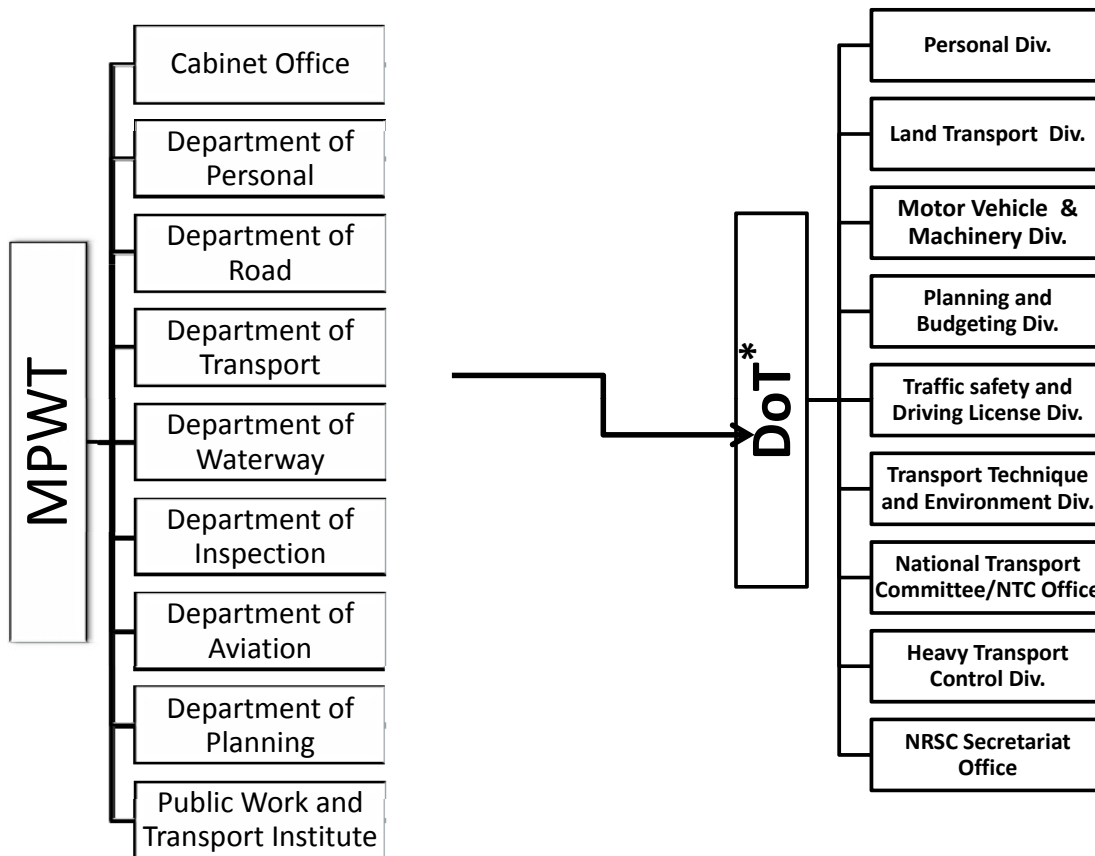 MPWT
Cabinet Office
Department of
Personal
Department of
Road
Department of
Transport
Department of
Waterway
Department of
Inspection
Department of
Aviation
Department of
Planning
Public Work and
Transport Institute
DoT*
Personal Div.
Land Transport Div.
Motor Vehicle &
Machinery Div.
Planning and
Budgeting Div.
Traffic safety and
Driving License Div.
Transport Technique
and Environment Div.
National Transport
Committee/NTC Office
Heavy Transport
Control Div.
NRSC Secretariat
Office